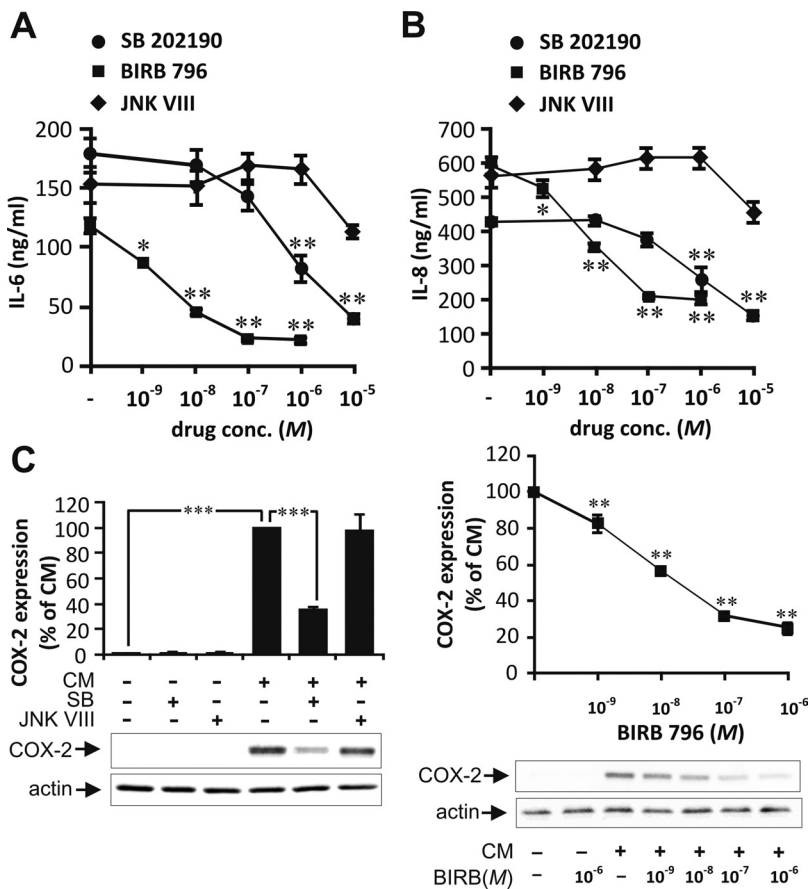 A
SB 202190
BIRB 796
JNK VIII
IL-6 (ng/ml)
200
150
100
50
0
*
**
**
**
**
**
- 10⁻⁹ 10⁻⁸ 10⁻⁷ 10⁻⁶ 10⁻⁵
drug conc. (M)
B
SB 202190
BIRB 796
JNK VIII
IL-8 (ng/ml)
700
600
500
400
300
200
100
0
*
**
**
**
**
**
- 10⁻⁹ 10⁻⁸ 10⁻⁷ 10⁻⁶ 10⁻⁵
drug conc. (M)
C
COX-2 expression
(% of CM)
120
100
80
60
40
20
0
*** ***
CM - - - + + +
SB - + - - + -
JNK VIII - - + - - +
COX-2
actin
COX-2 expression
(% of CM)
120
100
80
60
40
20
0
**
**
**
**
10⁻⁹ 10⁻⁸ 10⁻⁷ 10⁻⁶
BIRB 796 (M)
COX-2
actin
CM – – + + + + +
BIRB(M) – 10⁻⁶ – 10⁻⁹ 10⁻⁸ 10⁻⁷ 10⁻⁶